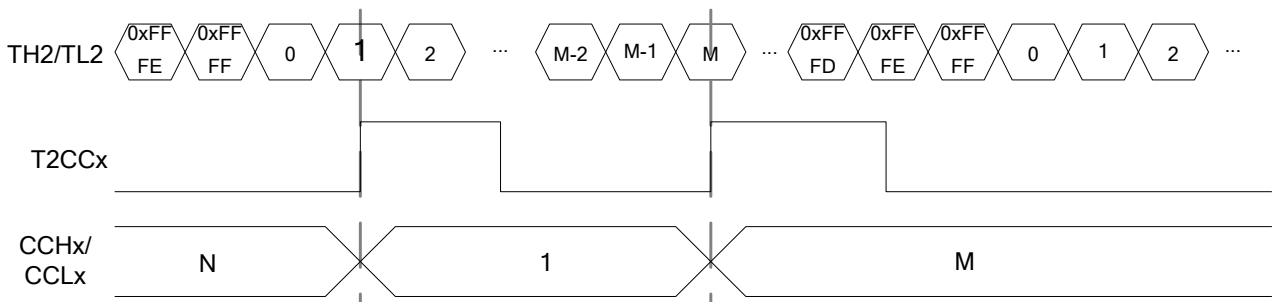 TH2/TL2 0xFF FE 0xFF FF 0 1 2 ... M-2 M-1 M ... 0xFF FD 0xFF FE 0xFF FF 0 1 2 ...
T2CCx
CCHx/
CCLx
N 1 M